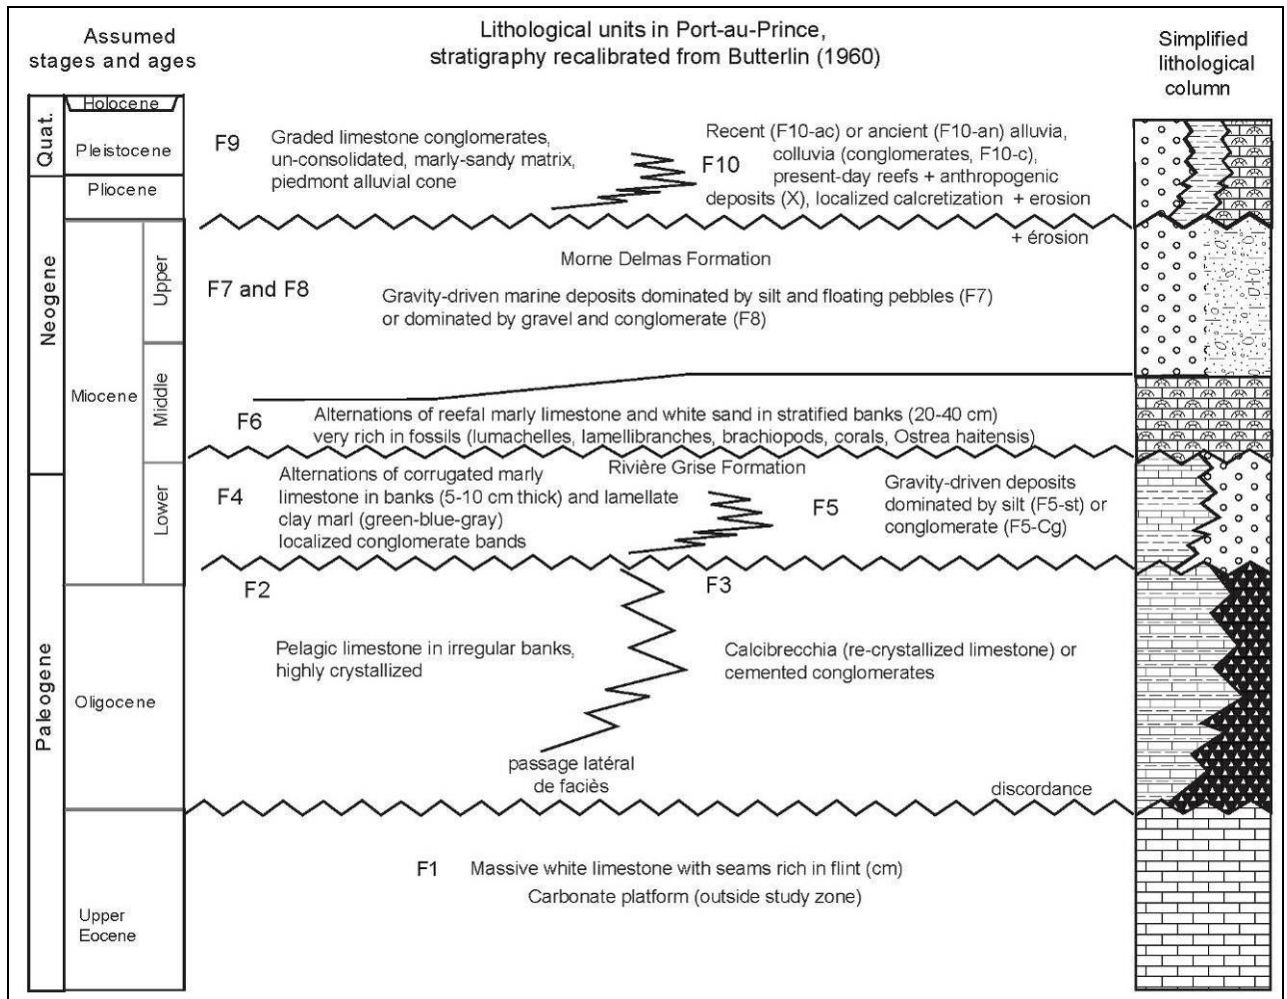 Assumed
stages and ages
Lithological units in Port-au-Prince,
stratigraphy recalibrated from Butterlin (1960)
Simplified
lithological
column
Quat.
Neogene
Paleogene
Holocene
Pleistocene
Pliocene
Miocene
Upper
Middle
Lower
Oligocene
Upper
Eocene
F9
Graded limestone conglomerates,
un-consolidated, marly-sandy matrix,
piedmont alluvial cone
F10
Recent (F10-ac) or ancient (F10-an) alluvia,
colluvia (conglomerates, F10-c),
present-day reefs + anthropogenic
deposits (X), localized calcretization + erosion
+ érosion
Morne Delmas Formation
F7 and F8
Gravity-driven marine deposits dominated by silt and floating pebbles (F7)
or dominated by gravel and conglomerate (F8)
F6
Alternations of reefal marly limestone and white sand in stratified banks (20-40 cm)
very rich in fossils (lumachelles, lamellibranches, brachiopods, corals, Ostrea haitensis)
Rivière Grise Formation
F4
Alternations of corrugated marly
limestone in banks (5-10 cm thick) and lamellate
clay marl (green-blue-gray)
localized conglomerate bands
F5
Gravity-driven deposits
dominated by silt (F5-st) or
conglomerate (F5-Cg)
F2
Pelagic limestone in irregular banks,
highly crystallized
F3
Calcibrecchia (re-crystallized limestone) or
cemented conglomerates
passage latéral
de faciès
discordance
F1
Massive white limestone with seams rich in flint (cm)
Carbonate platform (outside study zone)